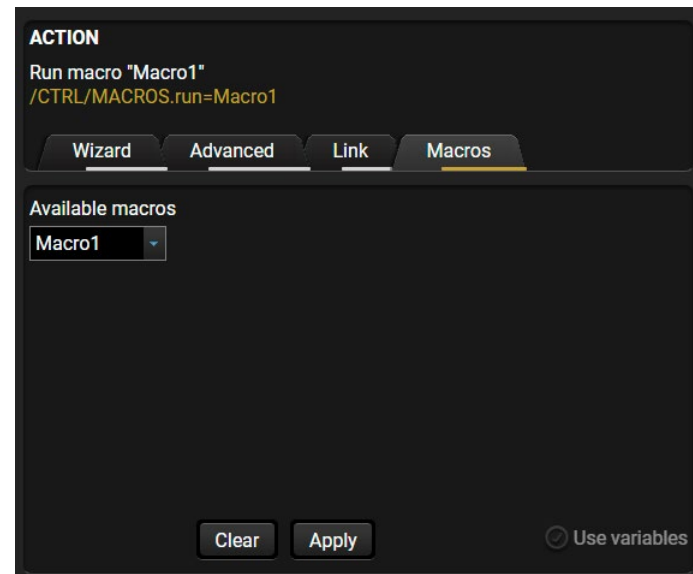 ACTION
Run macro "Macro1"
/CTRL/MACROS.run=Macro1
Wizard Advanced Link Macros
Available macros
Macro1
Clear Apply Use variables